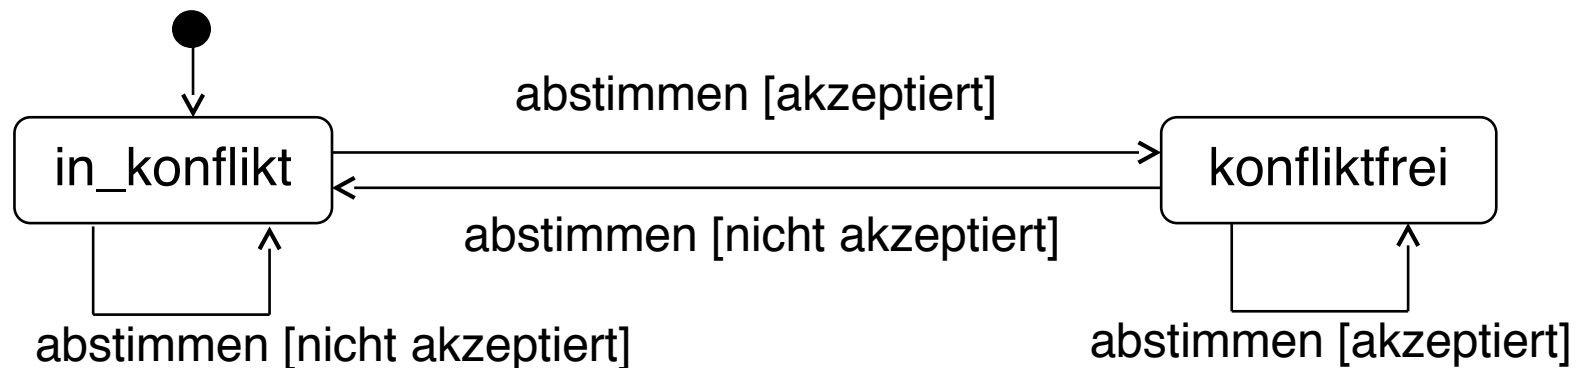 abstimmen [akzeptiert]
in_konflikt
konfliktfrei
abstimmen [nicht akzeptiert]
abstimmen [nicht akzeptiert]
abstimmen [akzeptiert]